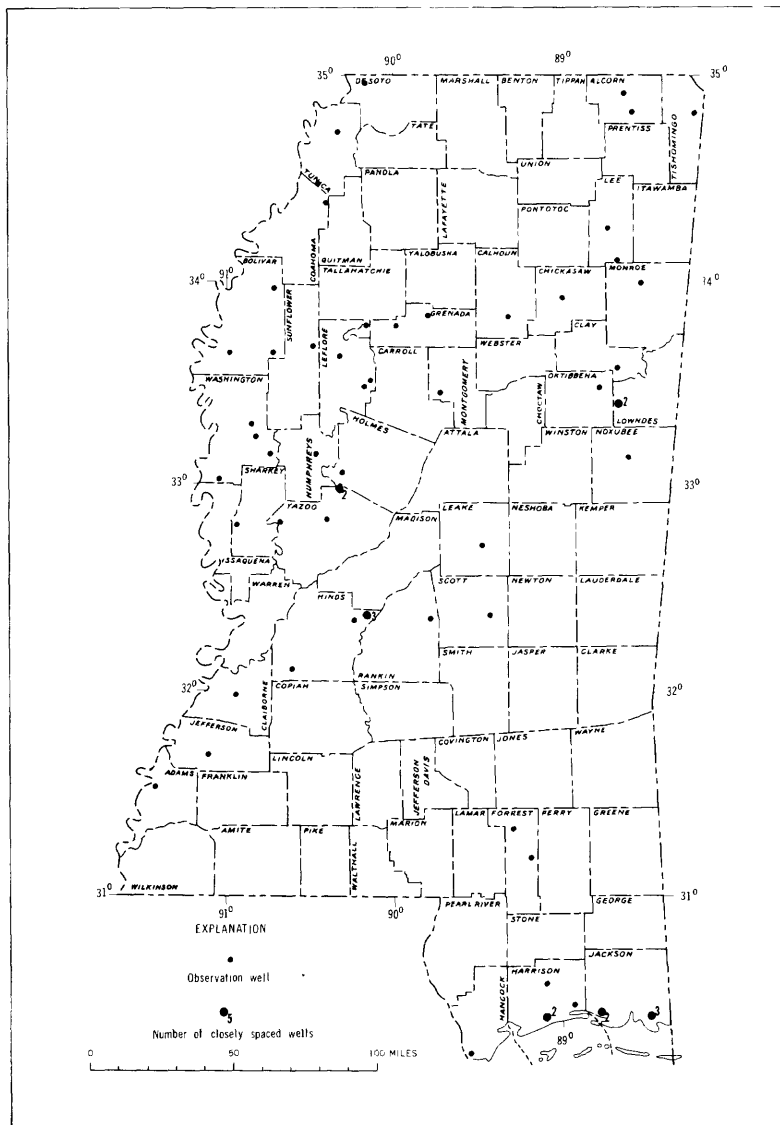 90°
89°
35°
35°
DESOTO
MARSHALL
BENTON
TIPPAH
ALCORN
TATE
PRENTISS
TISHOMINGO
TUNICA
PANOLA
LAFAYETTE
UNION
LEE
ITAWAMBA
PONTOTOC
COAHOMA
QUITMAN
BOLIVAR
TALLAHATCHIE
YALOBUSHA
CALHOUN
CHICKASAW
MONROE
34°
91°
34°
SUNFLOWER
LEFLORE
GRENADA
CLAY
WEBSTER
CARROLL
WASHINGTON
MONTGOMERY
CHOCTAW
OKTIBBEHA
2
LOWNDES
HOLMES
ATTALA
WINSTON
NOXUBEE
33°
33°
SHARKEY
HUMPHREYS
2
YAZOO
MADISON
LEAKE
NESHOBA
KEMPER
ISSAQUENA
WARREN
HINDS
3
SCOTT
NEWTON
LAUDERDALE
SMITH
JASPER
CLARKE
RANKIN
32°
CLAIBORNE
COPIAH
SIMPSON
32°
JEFFERSON
COVINGTON
JONES
WAYNE
LINCOLN
LAWRENCE
JEFFERSON
DAVIS
ADAMS
FRANKLIN
LAMAR
FORREST
PERRY
GREENE
AMITE
PIKE
WALTHALL
MARION
WILKINSON
31°
31°
91°
90°
PEARL RIVER
GEORGE
STONE
EXPLANATION
JACKSON
HARRISON
HANCOCK
Observation well
2
2
3
5
89°
Number of closely spaced wells
0
50
100 MILES